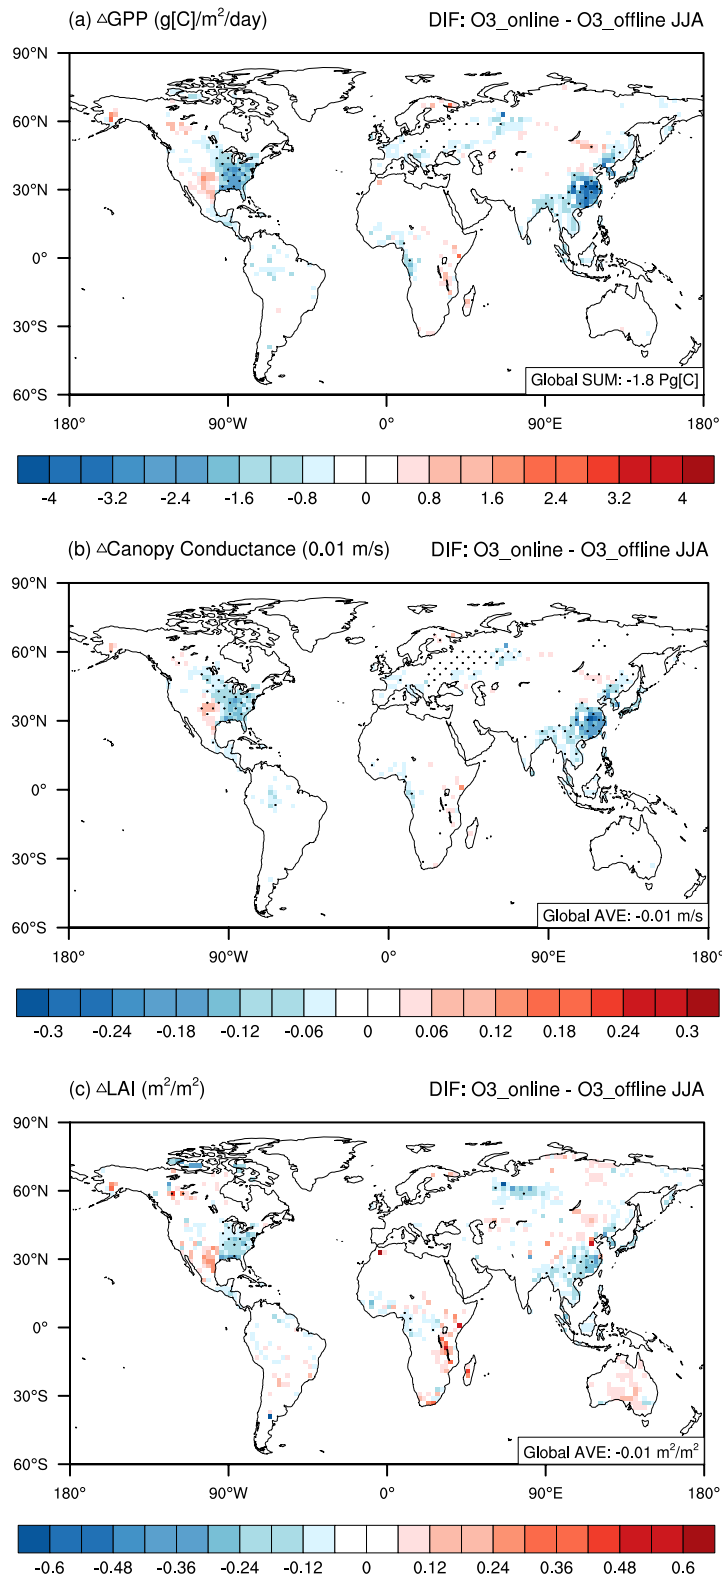 (a) △GPP (g[C]/m²/day) DIF: O3_online - O3_offline JJA
90°N
60°N
30°N
0°
30°S
60°S
Global SUM: -1.8 Pg[C]
180° 90°W 0° 90°E 180°
-4 -3.2 -2.4 -1.6 -0.8 0 0.8 1.6 2.4 3.2 4
(b) △Canopy Conductance (0.01 m/s) DIF: O3_online - O3_offline JJA
90°N
60°N
30°N
0°
30°S
60°S
Global AVE: -0.01 m/s
180° 90°W 0° 90°E 180°
-0.3 -0.24 -0.18 -0.12 -0.06 0 0.06 0.12 0.18 0.24 0.3
(c) △LAI (m²/m²) DIF: O3_online - O3_offline JJA
90°N
60°N
30°N
0°
30°S
60°S
Global AVE: -0.01 m²/m²
180° 90°W 0° 90°E 180°
-0.6 -0.48 -0.36 -0.24 -0.12 0 0.12 0.24 0.36 0.48 0.6